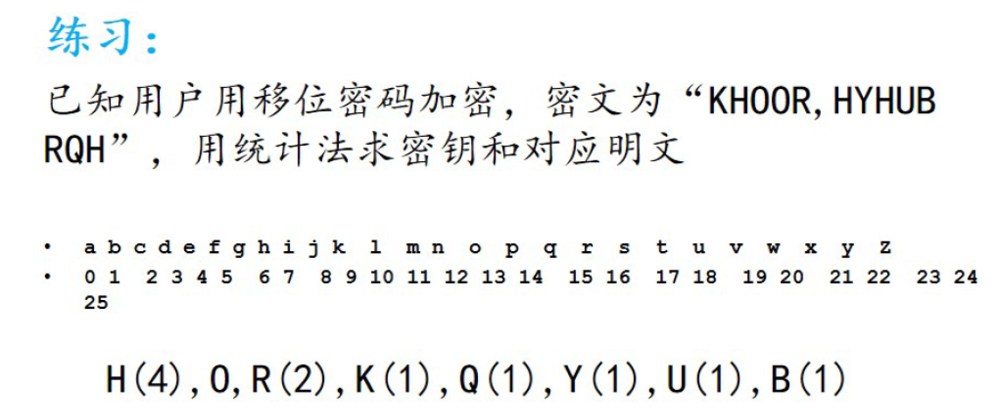 练习：
已知用户用移位密码加密，密文为“KHOOR,HYHUB
RQH”，用统计法求密钥和对应明文
• a b c d e f g h i j k l m n o p q r s t u v w x y z
• 0 1 2 3 4 5 6 7 8 9 10 11 12 13 14 15 16 17 18 19 20 21 22 23 24
25
H(4),O,R(2),K(1),Q(1),Y(1),U(1),B(1)